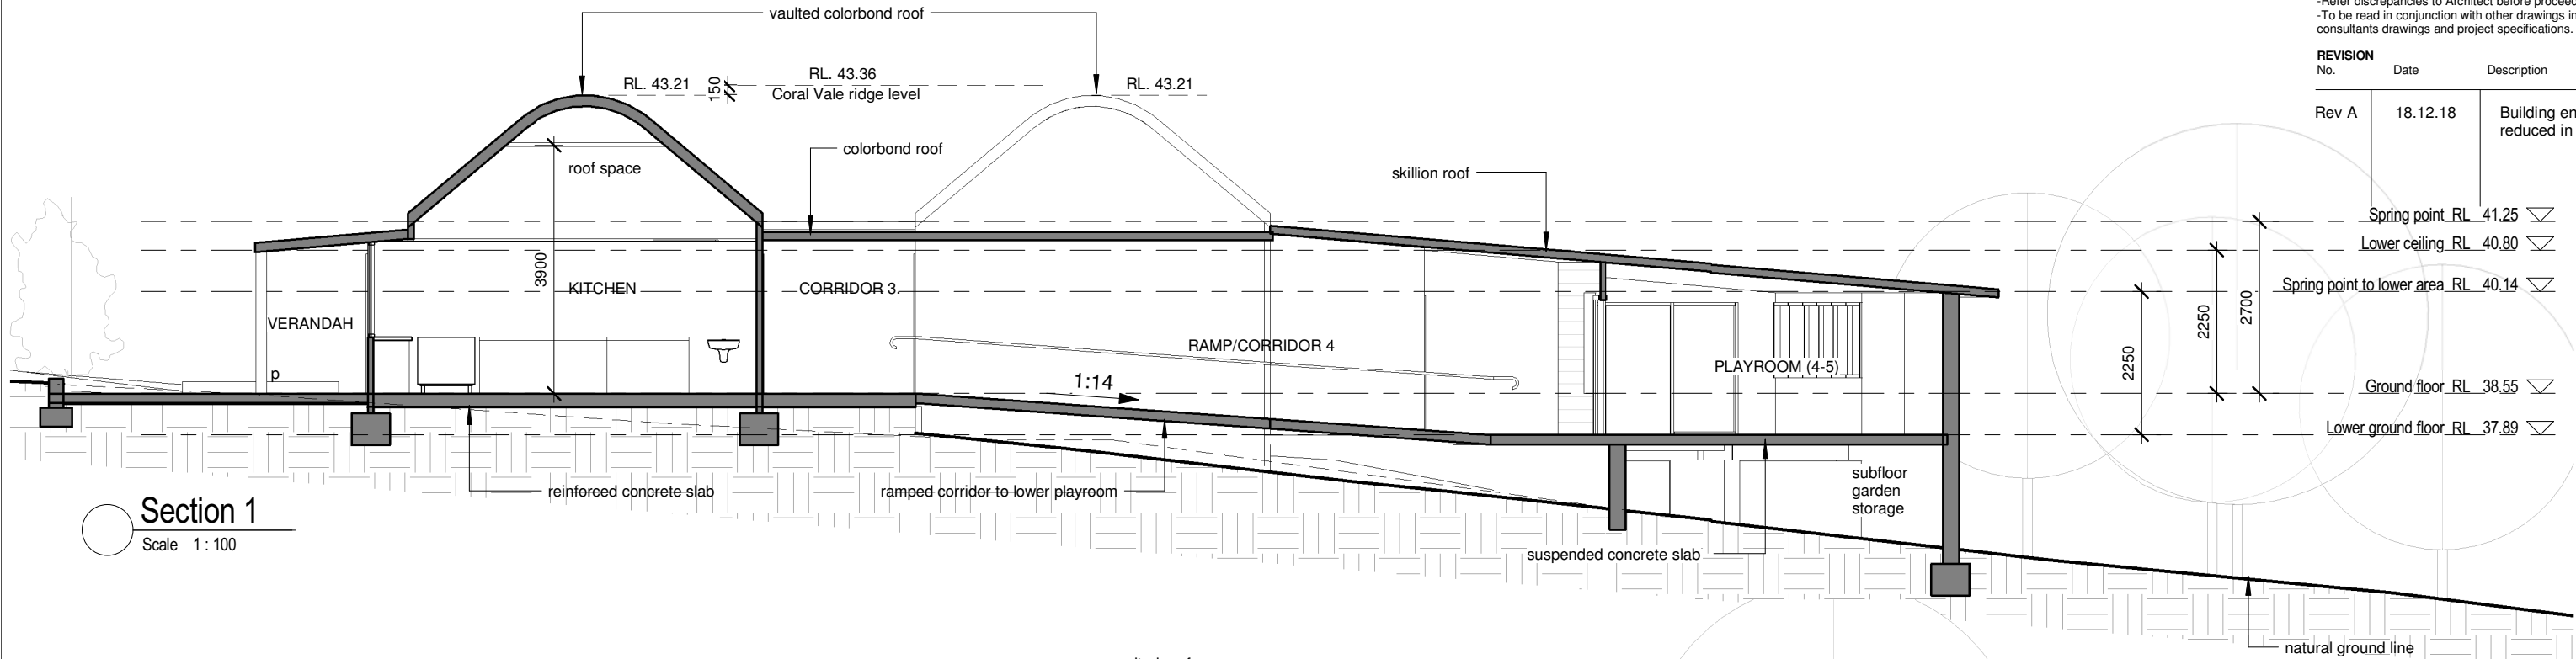 -Refer discrepancies to Architect before
-To be read in conjunction with other drawings
consultants drawings and project specifications.
REVISION
No. Date Description
Rev A 18.12.18 Building
reduced in
vaulted colorbond roof
RL. 43.21
150
RL. 43.36
Coral Vale ridge level
RL. 43.21
colorbond roof
roof space
skillion roof
Spring point RL 41.25
Lower ceiling RL 40.80
Spring point to lower area RL 40.14
Ground floor RL 38.55
Lower ground floor RL 37.89
3900
KITCHEN
CORRIDOR 3.
VERANDAH
p
RAMP/CORRIDOR 4
1:14
PLAYROOM (4-5)
2250
2250
2700
reinforced concrete slab
ramped corridor to lower playroom
subfloor
garden
storage
suspended concrete slab
natural ground line
Section 1
Scale 1 : 100